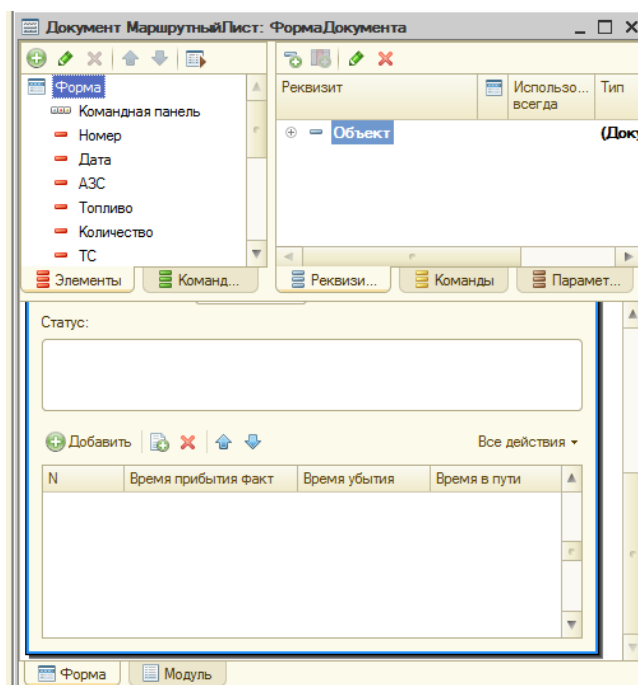 Документ МаршрутныйЛист: ФормаДокумента
Форма
Командная панель
Номер
Дата
АЗС
Топливо
Количество
ТС
Элементы
Команд...
Реквизит
Использо... всегда
Тип
Объект
(Доку
Реквизи...
Команды
Парамет...
Статус:
Добавить
Все действия
N
Время прибытия факт
Время убытия
Время в пути
Форма
Модуль